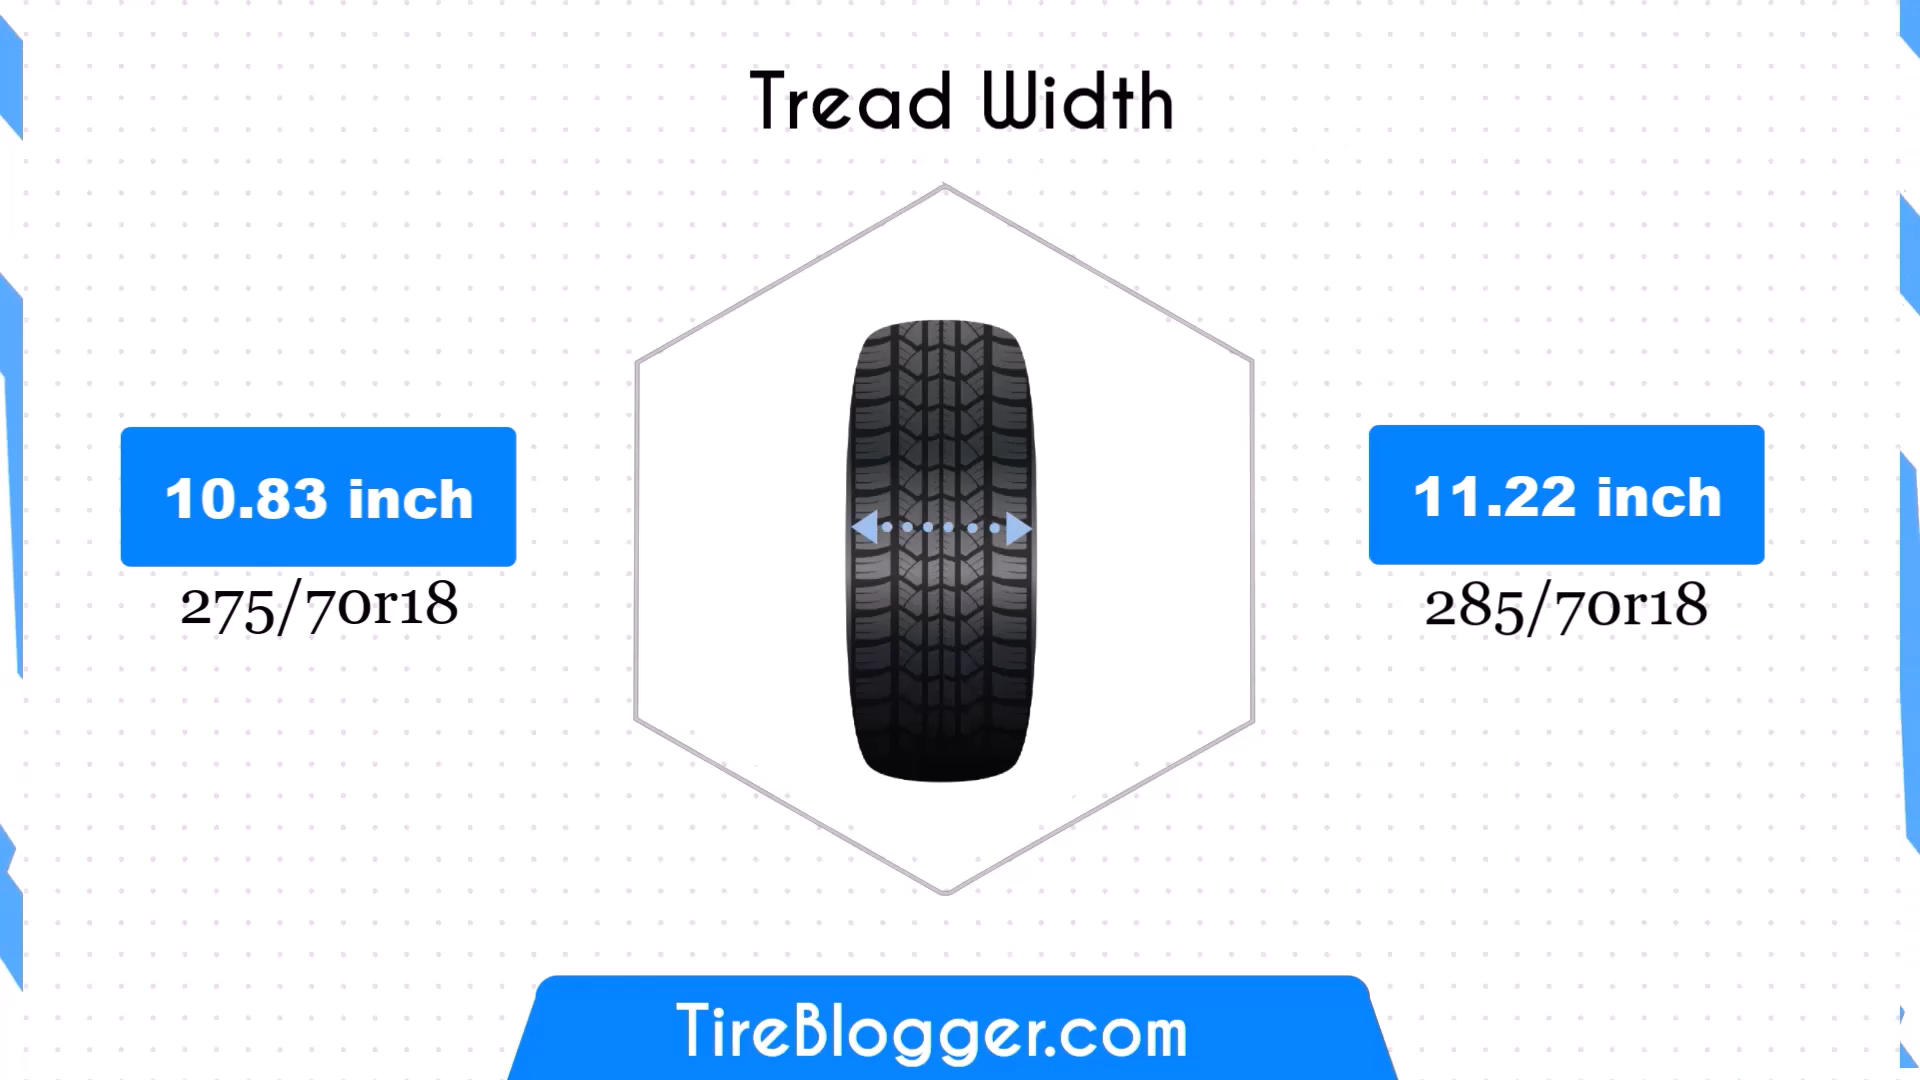 Tread Width
10.83 inch
275/70r18
11.22 inch
285/70r18
TireBlogger.com